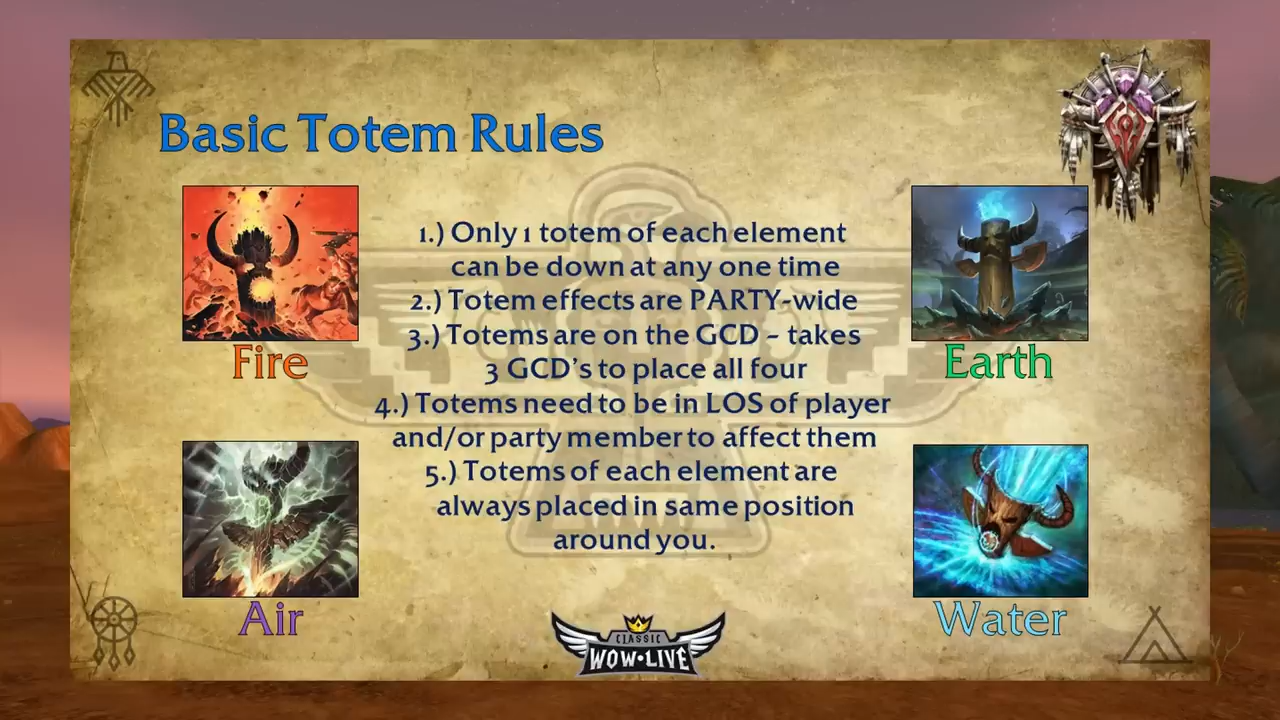 Basic Totem Rules
1.) Only 1 totem of each element
can be down at any one time
2.) Totem effects are PARTY-wide
3.) Totems are on the GCD – takes
3 GCD's to place all four
4.) Totems need to be in LOS of player
and/or party member to affect them
5.) Totems of each element are
always placed in same position
around you.
Fire
Earth
Air
Water
CLASSIC
WOW•LIVE